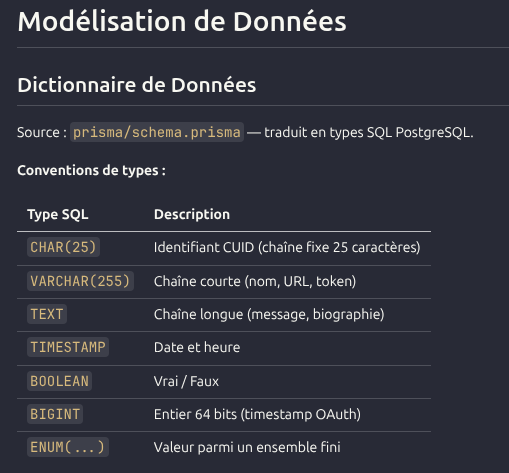 Modélisation de Données
Dictionnaire de Données
Source : prisma/schema.prisma — traduit en types SQL PostgreSQL.
Conventions de types :
Type SQL Description
CHAR(25) Identifiant CUID (chaîne fixe 25 caractères)
VARCHAR(255) Chaîne courte (nom, URL, token)
TEXT Chaîne longue (message, biographie)
TIMESTAMP Date et heure
BOOLEAN Vrai / Faux
BIGINT Entier 64 bits (timestamp OAuth)
ENUM(...) Valeur parmi un ensemble fini